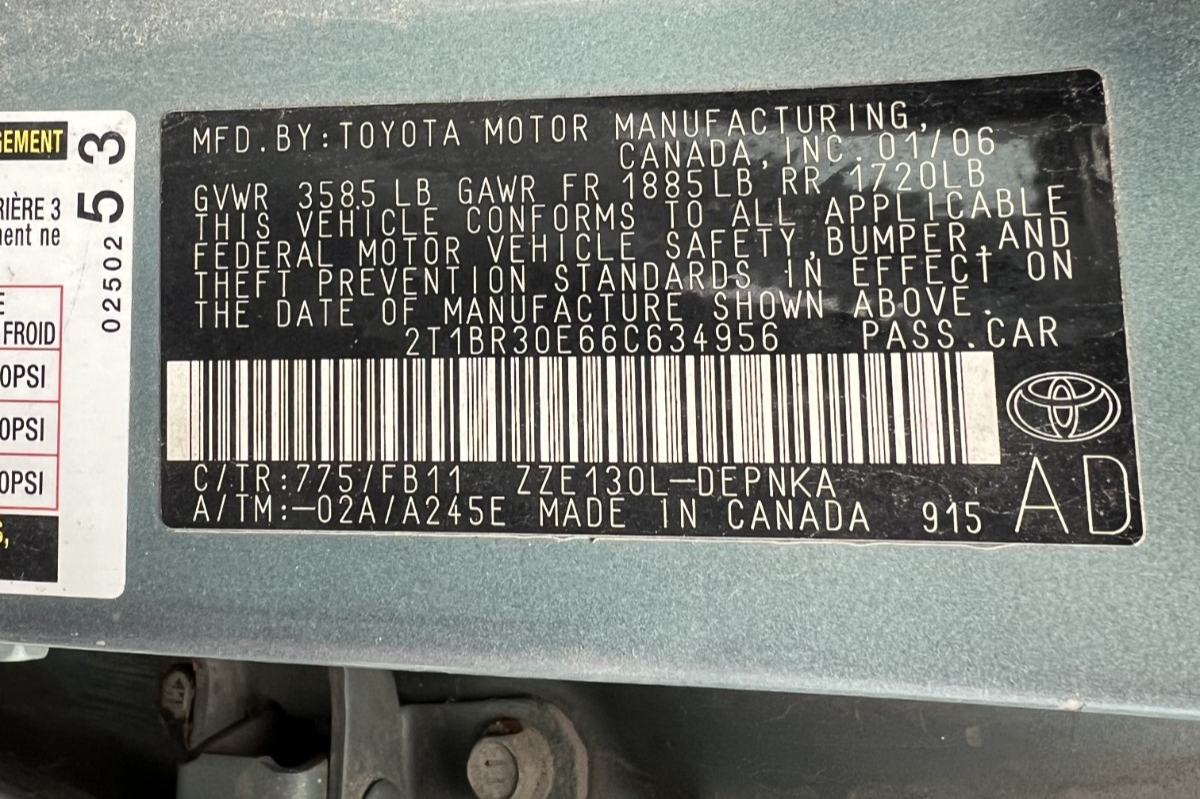 GEMENT
RIÈRE 3
nent ne
E
FROID
0PSI
0PSI
0PSI
S,
53
02502
MFD.BY:TOYOTA MOTOR MANUFACTURING,
CANADA, INC. 01/06
GVWR 3585 LB GAWR FR 1885LB RR 1720LB
THIS VEHICLE CONFORMS TO ALL APPLICABLE
FEDERAL MOTOR VEHICLE SAFETY,BUMPER,AND
THEFT PREVENTION STANDARDS IN EFFECT ON
THE DATE OF MANUFACTURE SHOWN ABOVE.
2T1BR30E66C634956 PASS.CAR
C/TR:775/FB11 ZZE130L-DEPNKA
A/TM:-02A/A245E MADE IN CANADA 915
AD